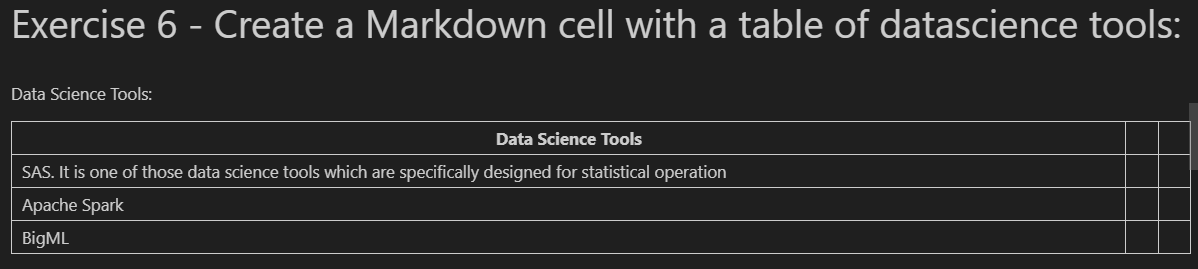 Exercise 6 - Create a Markdown cell with a table of datascience tools:
Data Science Tools:
Data Science Tools
SAS. It is one of those data science tools which are specifically designed for statistical operation
Apache Spark
BigML